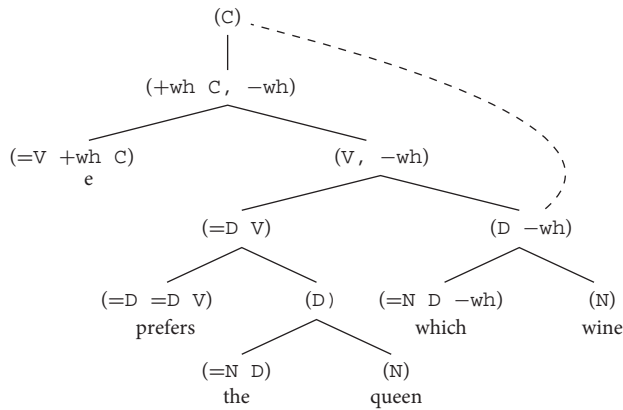 (C)
(+wh C, -wh)
(=V +wh C) (V, -wh)
e
(=D V) (D -wh)
(=D =D V) (D) (=N D -wh) (N)
prefers which wine
(=N D) (N)
the queen